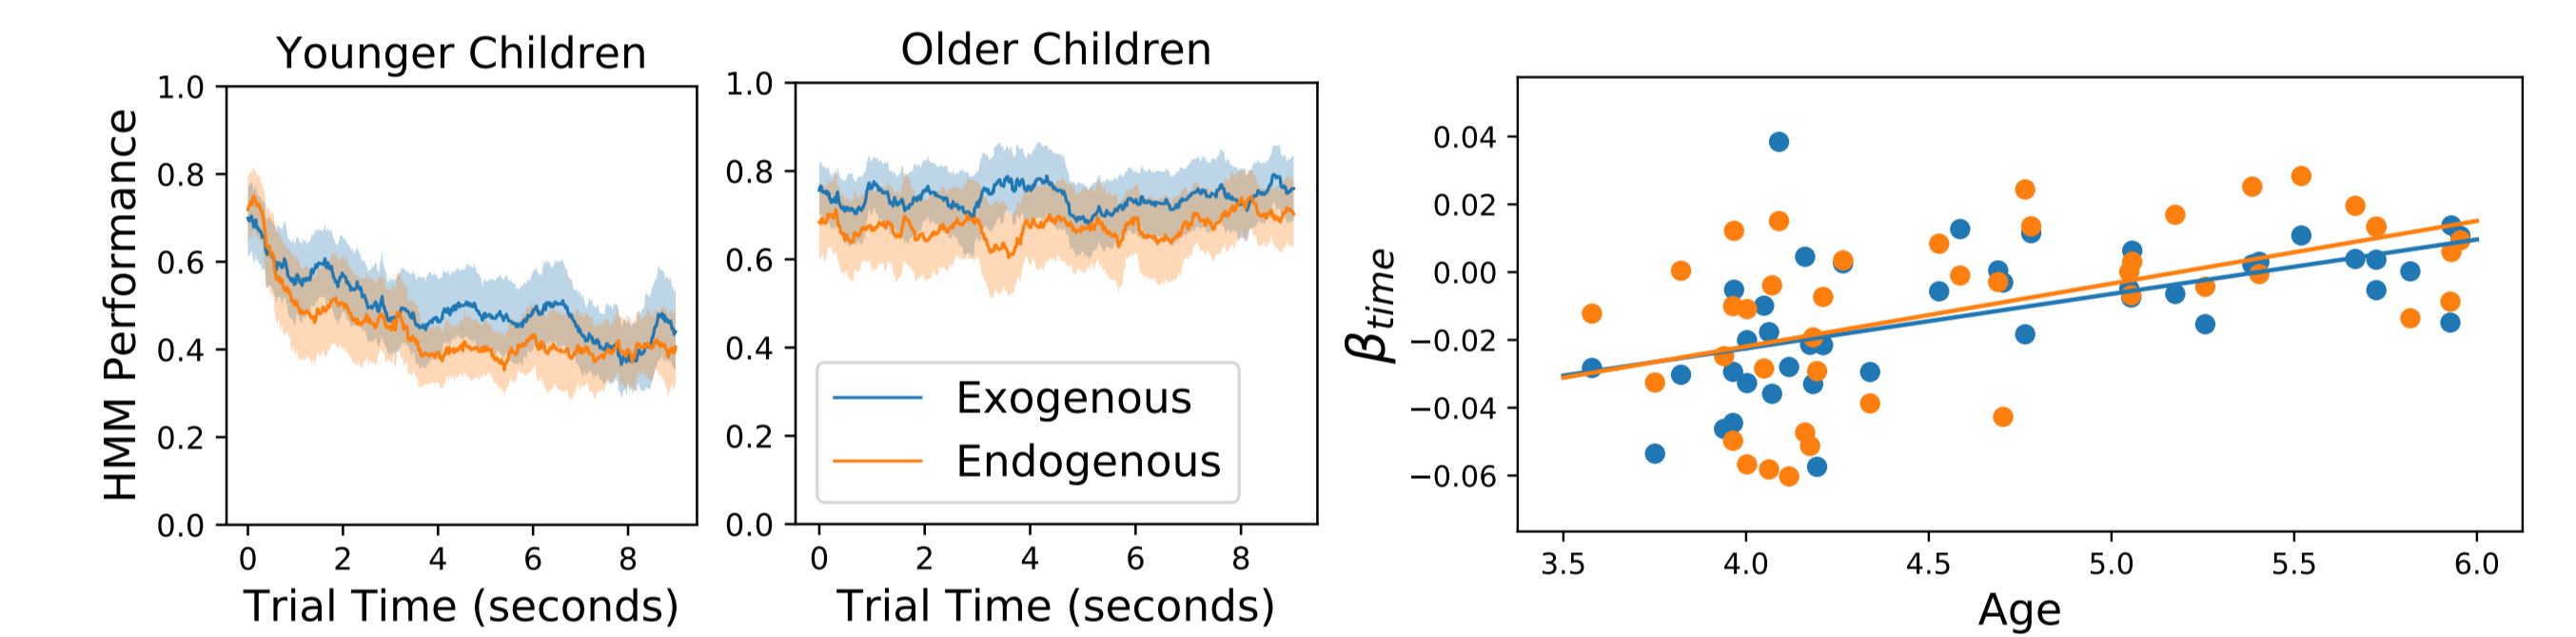 Younger Children
HMM Performance
1.0
0.8
0.6
0.4
0.2
0.0
0 2 4 6 8
Trial Time (seconds)
Older Children
1.0
0.8
0.6
0.4
0.2
0.0
Exogenous
Endogenous
0 2 4 6 8
Trial Time (seconds)
β_time
0.04
0.02
0.00
−0.02
−0.04
−0.06
3.5 4.0 4.5 5.0 5.5 6.0
Age